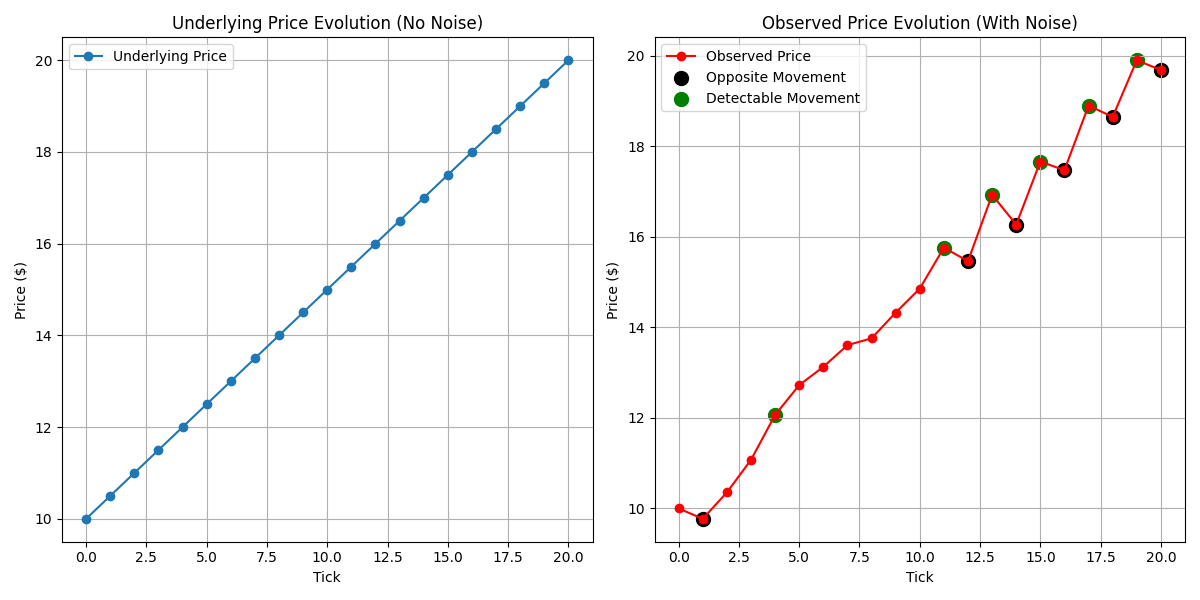 Underlying Price Evolution (No Noise)
Underlying Price
Price ($)
20
18
16
14
12
10
0.0 2.5 5.0 7.5 10.0 12.5 15.0 17.5 20.0
Tick
Observed Price Evolution (With Noise)
Observed Price
Opposite Movement
Detectable Movement
Price ($)
20
18
16
14
12
10
0.0 2.5 5.0 7.5 10.0 12.5 15.0 17.5 20.0
Tick